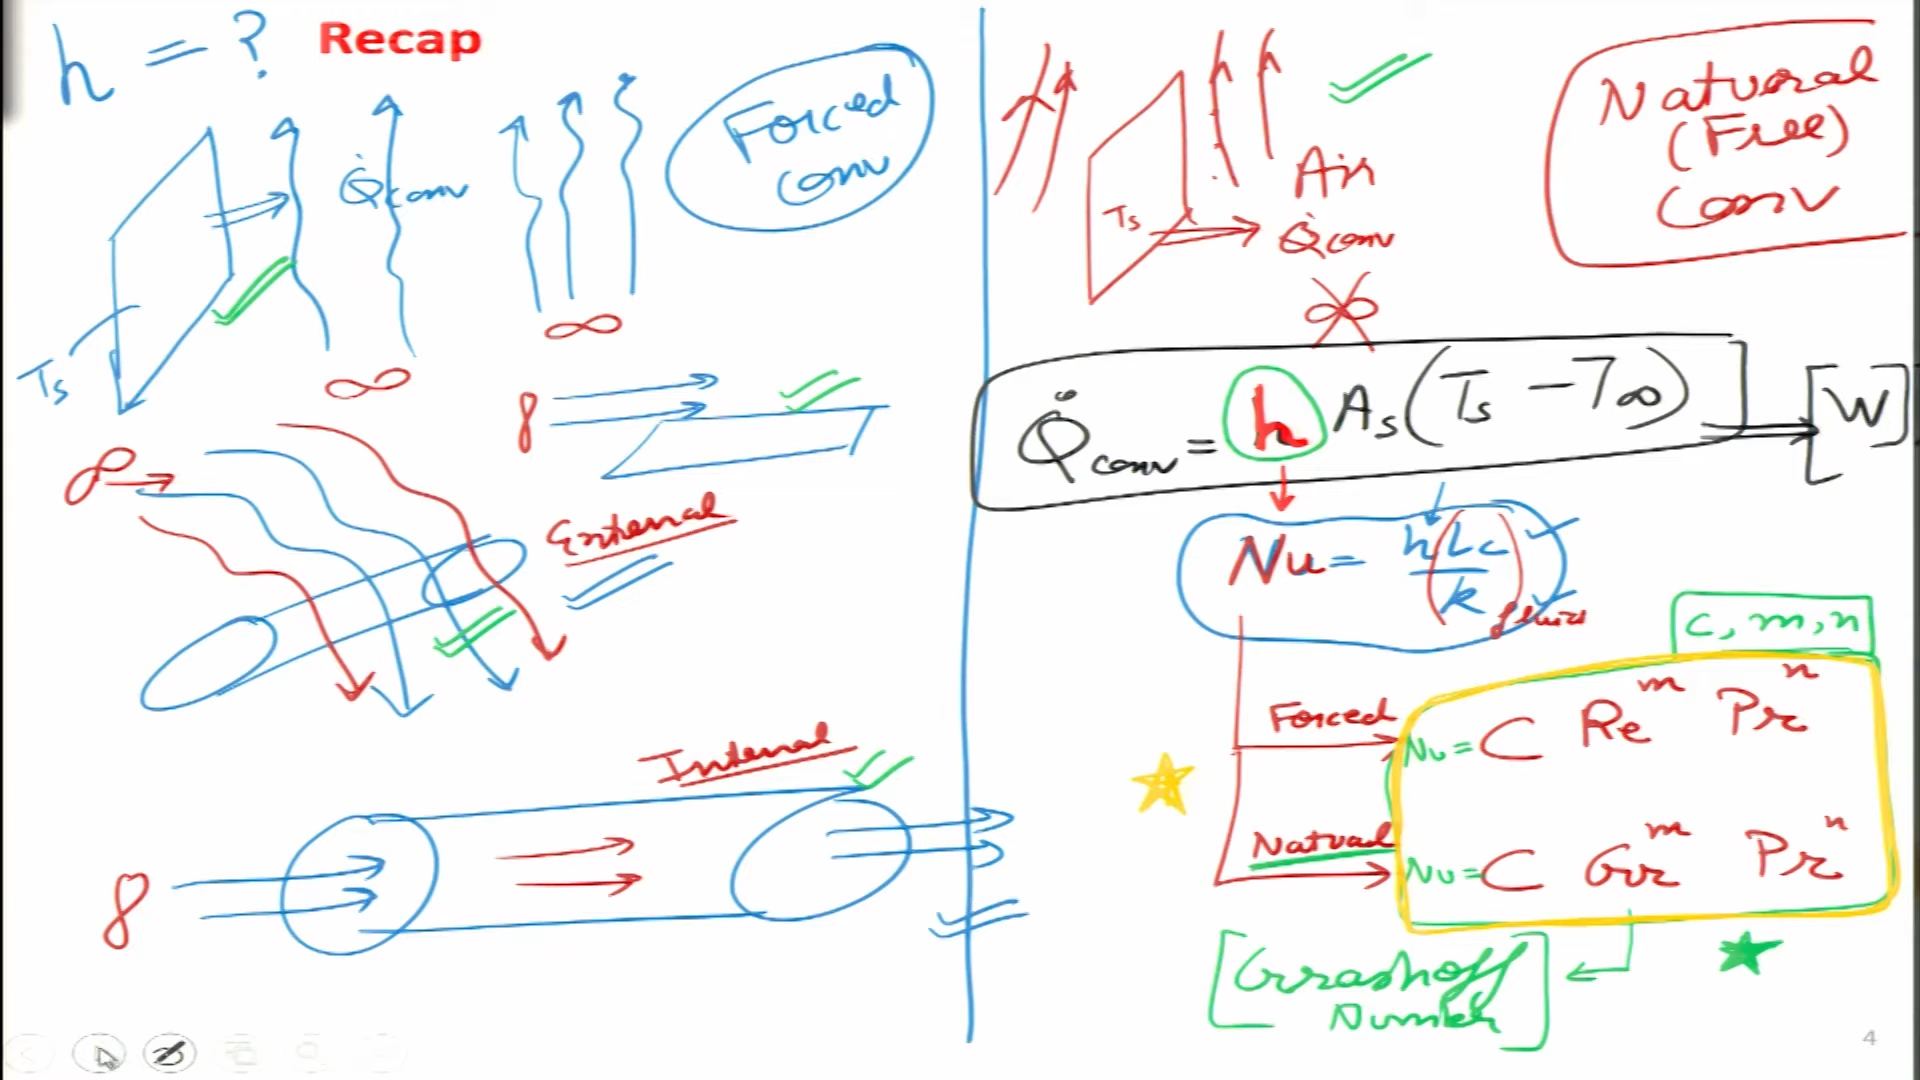 h = ? Recap
Forced
Conv
Q̇conv
∞
Ts
∞
∞
∞
External
Internal
∞
Natural
(Free)
Conv
Air
Ts
Q̇conv
∞
Q̇conv = h As (Ts - T∞) [W]
Nu = h(Lc/k)fluid
c, m, n
Forced
Nu = C Re^m Pr^n
Natural
Nu = C Gr^m Pr^n
[Grashoff
Number]
4